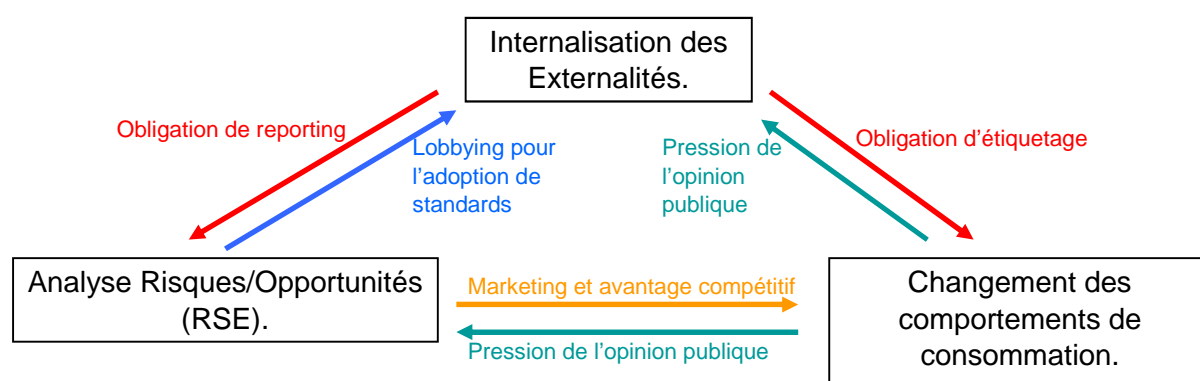 Internalisation des
Externalités.
Obligation de reporting
Lobbying pour
l'adoption de
standards
Pression de
l'opinion
publique
Obligation d'étiquetage
Analyse Risques/Opportunités
(RSE).
Marketing et avantage compétitif
Pression de l'opinion publique
Changement des
comportements de
consommation.